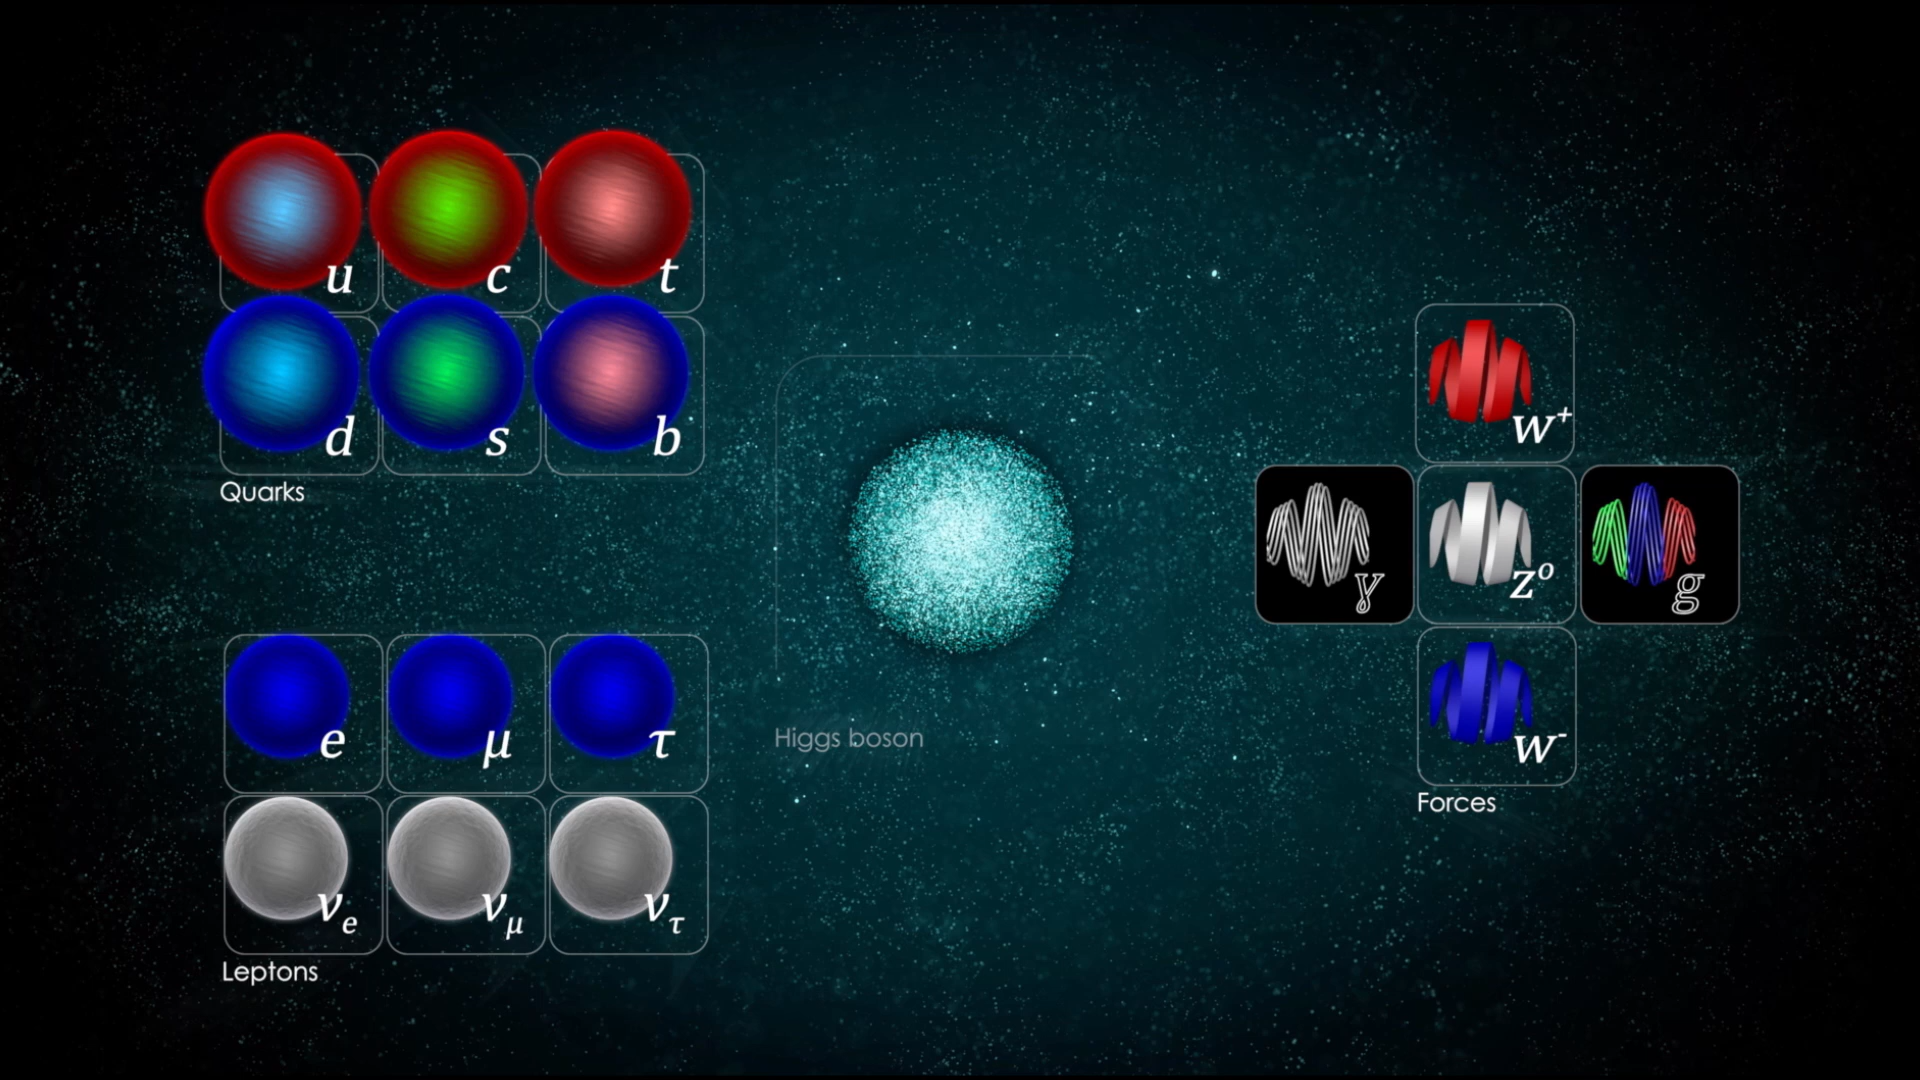 u c t
d s b
Quarks
e μ τ
νe νμ ντ
Leptons
Higgs boson
W+
γ Z0 g
W-
Forces